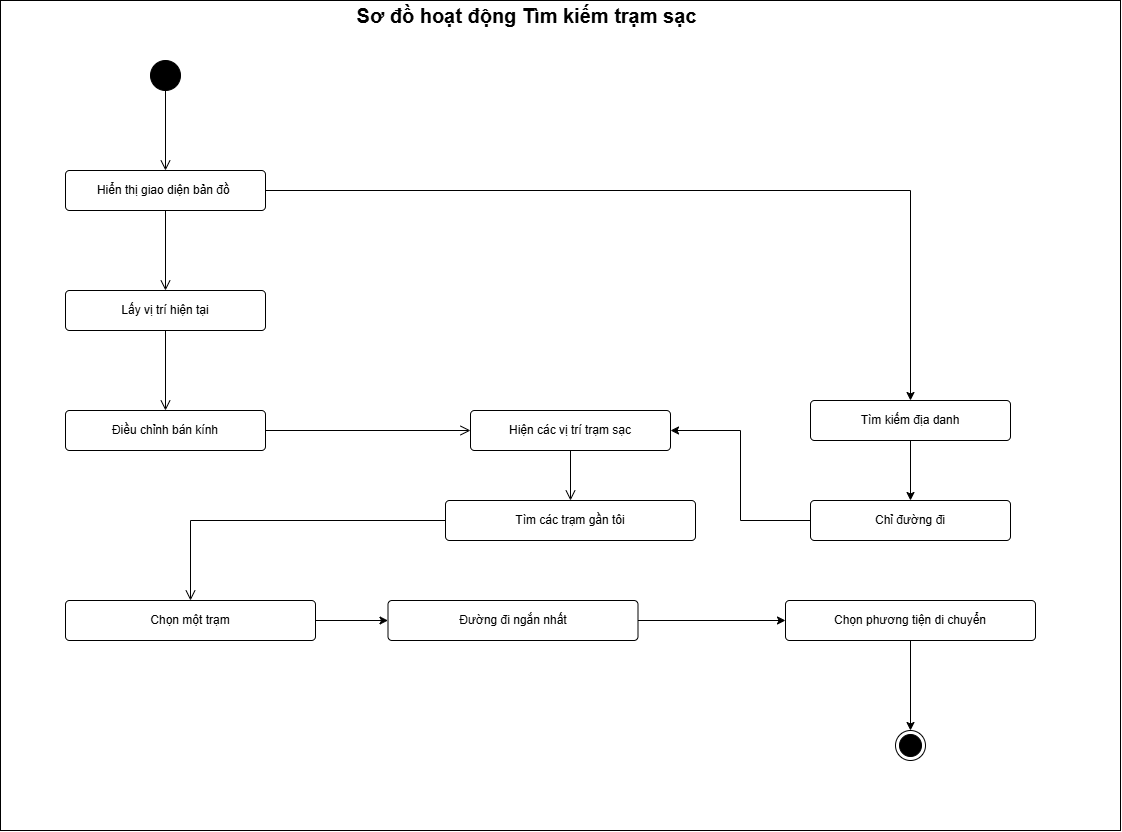 Sơ đồ hoạt động Tìm kiếm trạm sạc
Hiển thị giao diện bản đồ
Lấy vị trí hiện tại
Điều chỉnh bán kính
Hiện các vị trí trạm sạc
Tìm kiếm địa danh
Tìm các trạm gần tôi
Chỉ đường đi
Chọn một trạm
Đường đi ngắn nhất
Chọn phương tiện di chuyển